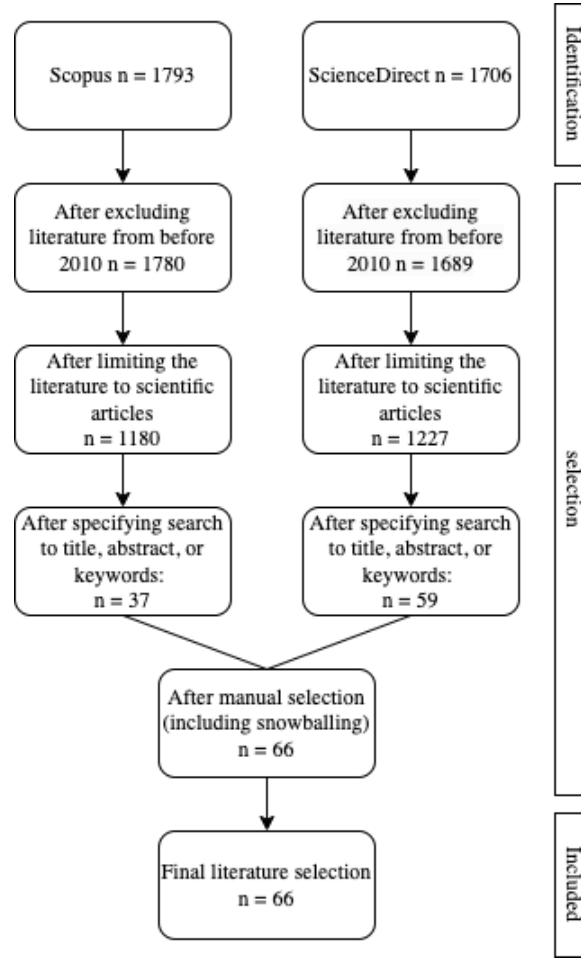 Scopus n = 1793
ScienceDirect n = 1706
Identification
After excluding
literature from before
2010 n = 1780
After excluding
literature from before
2010 n = 1689
After limiting the
literature to scientific
articles
n = 1180
After limiting the
literature to scientific
articles
n = 1227
selection
After specifying search
to title, abstract, or
keywords:
n = 37
After specifying search
to title, abstract, or
keywords:
n = 59
After manual selection
(including snowballing)
n = 66
Final literature selection
n = 66
Included